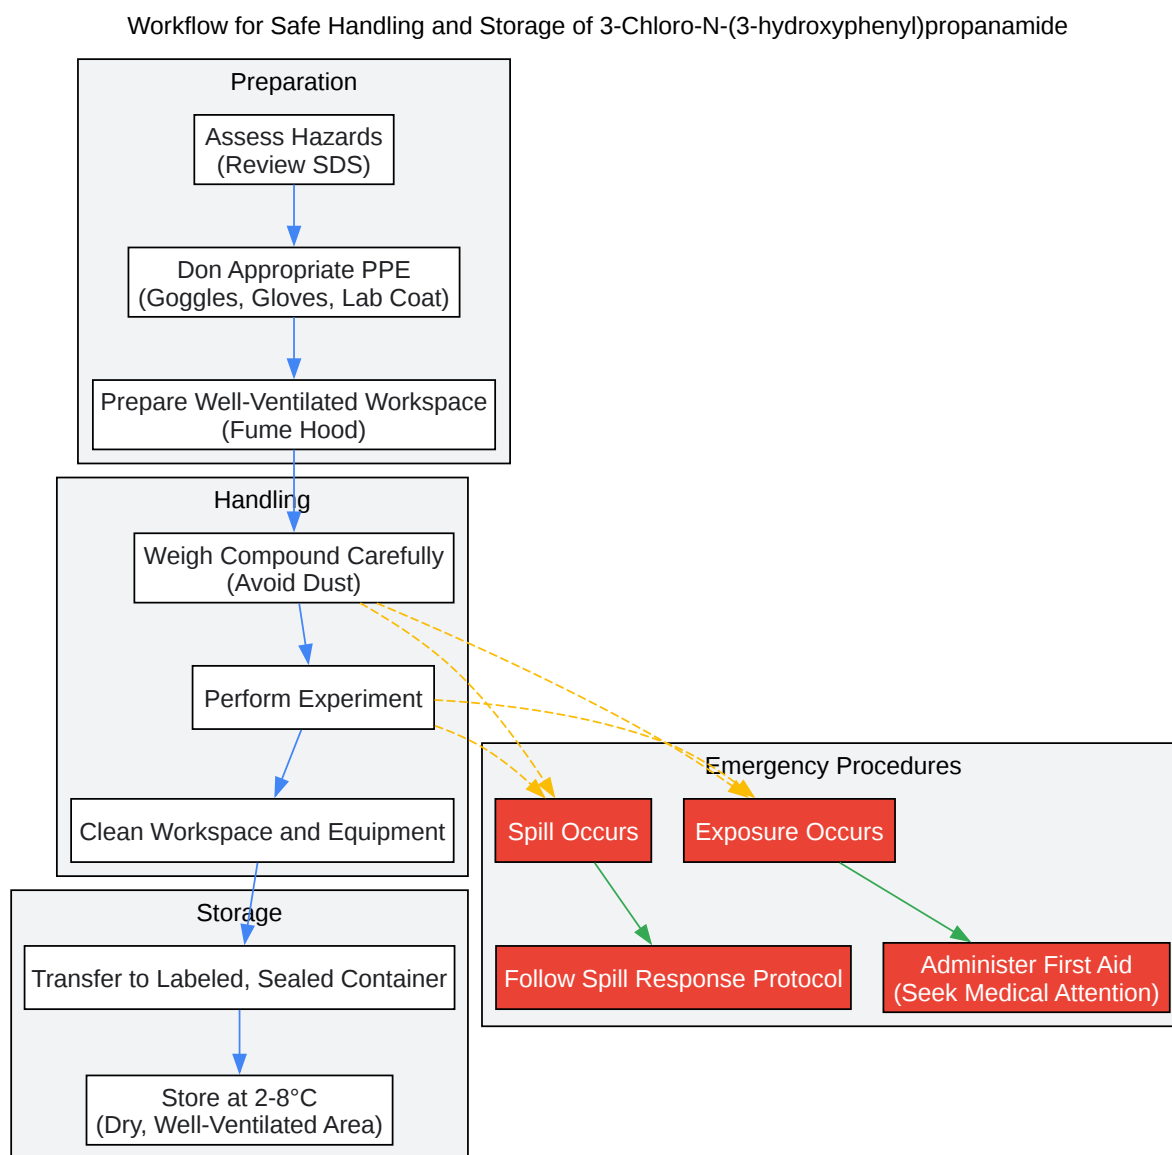 Workflow for Safe Handling and Storage of 3-Chloro-N-(3-hydroxyphenyl)propanamide
Preparation
Assess Hazards
(Review SDS)
Don Appropriate PPE
(Goggles, Gloves, Lab Coat)
Prepare Well-Ventilated Workspace
(Fume Hood)
Handling
Weigh Compound Carefully
(Avoid Dust)
Perform Experiment
Clean Workspace and Equipment
Storage
Transfer to Labeled, Sealed Container
Store at 2-8°C
(Dry, Well-Ventilated Area)
Emergency Procedures
Spill Occurs
Exposure Occurs
Follow Spill Response Protocol
Administer First Aid
(Seek Medical Attention)